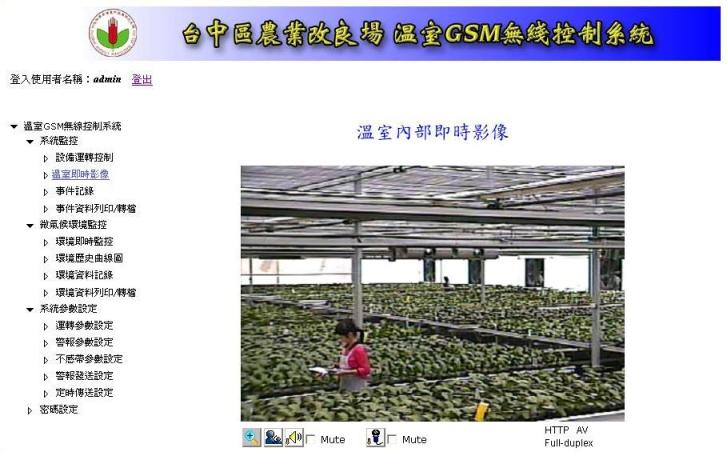 台中區農業改良場 溫室GSM無綫控制系統
登入使用者名稱：admin 登出
溫室GSM無線控制系統
系統監控
設備運轉控制
溫室即時影像
事件記錄
事件資料列印/轉檔
微氣候環境監控
環境即時監控
環境歷史曲線圖
環境資料記錄
環境資料列印/轉檔
系統參數設定
運轉參數設定
警報參數設定
不感帶參數設定
警報發送設定
定時傳送設定
密碼設定
溫室內部即時影像
Mute
Mute
HTTP AV
Full-duplex